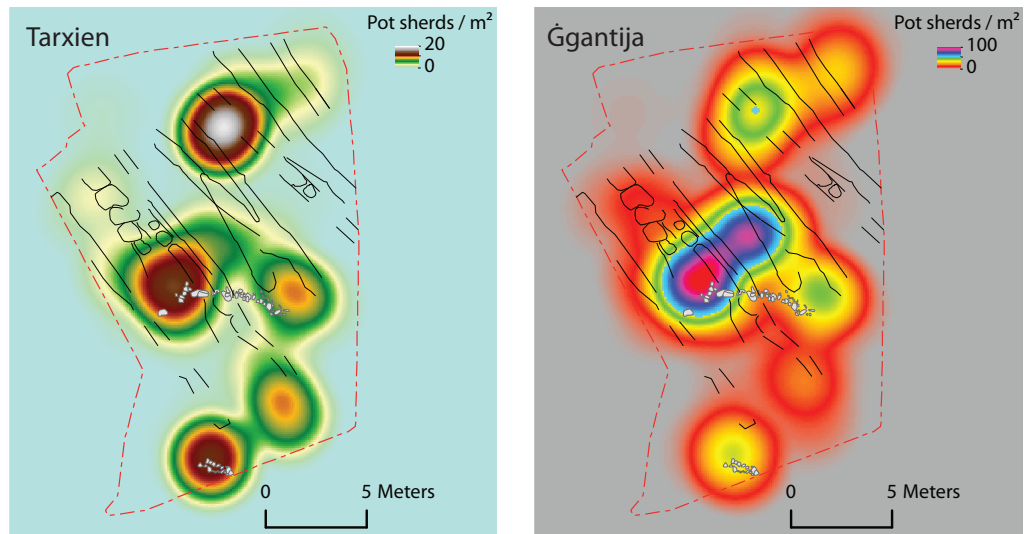 Tarxien
Pot sherds / m²
20
0
0 5 Meters
Ġgantija
Pot sherds / m²
100
0
0 5 Meters